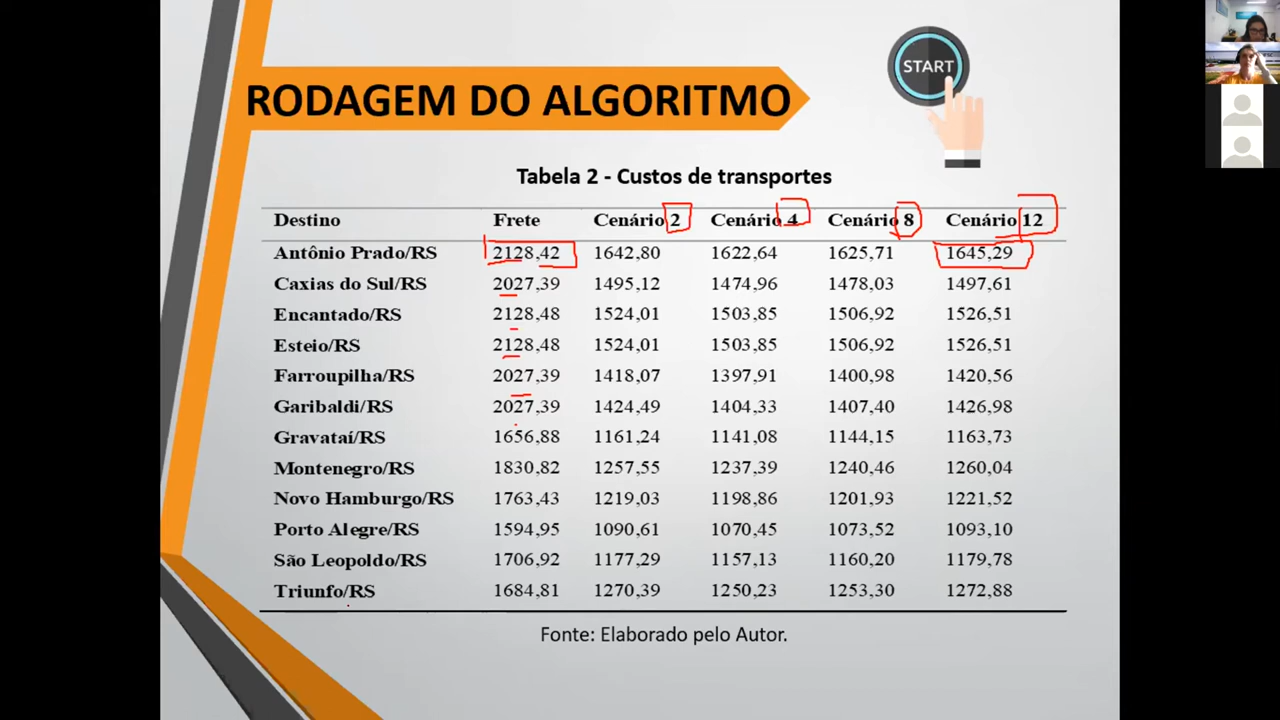 START
RODAGEM DO ALGORITMO
Tabela 2 - Custos de transportes
Destino Frete Cenário 2 Cenário 4 Cenário 8 Cenário 12
Antônio Prado/RS 2128,42 1642,80 1622,64 1625,71 1645,29
Caxias do Sul/RS 2027,39 1495,12 1474,96 1478,03 1497,61
Encantado/RS 2128,48 1524,01 1503,85 1506,92 1526,51
Esteio/RS 2128,48 1524,01 1503,85 1506,92 1526,51
Farroupilha/RS 2027,39 1418,07 1397,91 1400,98 1420,56
Garibaldi/RS 2027,39 1424,49 1404,33 1407,40 1426,98
Gravataí/RS 1656,88 1161,24 1141,08 1144,15 1163,73
Montenegro/RS 1830,82 1257,55 1237,39 1240,46 1260,04
Novo Hamburgo/RS 1763,43 1219,03 1198,86 1201,93 1221,52
Porto Alegre/RS 1594,95 1090,61 1070,45 1073,52 1093,10
São Leopoldo/RS 1706,92 1177,29 1157,13 1160,20 1179,78
Triunfo/RS 1684,81 1270,39 1250,23 1253,30 1272,88
Fonte: Elaborado pelo Autor.